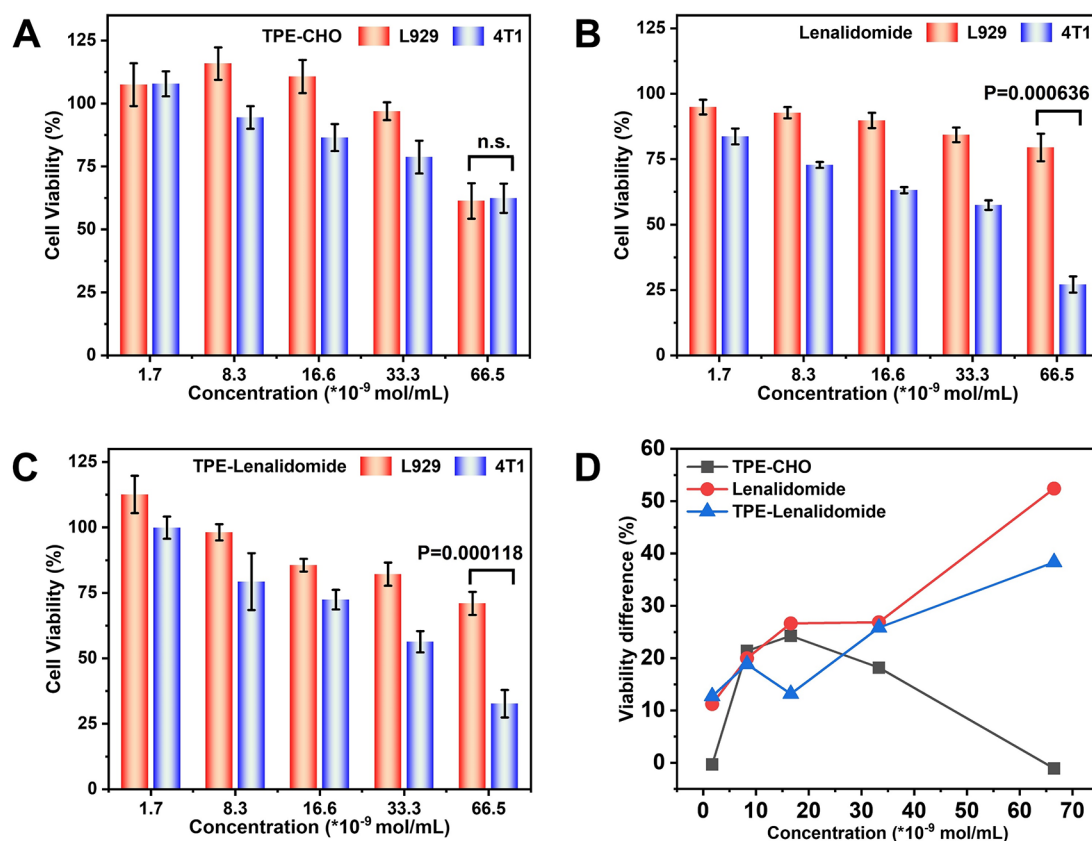 A
TPE-CHO L929 4T1
n.s.
Cell Viability (%)
125
100
75
50
25
0
1.7 8.3 16.6 33.3 66.5
Concentration (*10⁻⁹ mol/mL)
B
Lenalidomide L929 4T1
P=0.000636
Cell Viability (%)
125
100
75
50
25
0
1.7 8.3 16.6 33.3 66.5
Concentration (*10⁻⁹ mol/mL)
C
TPE-Lenalidomide L929 4T1
P=0.000118
Cell Viability (%)
125
100
75
50
25
0
1.7 8.3 16.6 33.3 66.5
Concentration (*10⁻⁹ mol/mL)
D
TPE-CHO
Lenalidomide
TPE-Lenalidomide
Viability difference (%)
60
50
40
30
20
10
0
0 10 20 30 40 50 60 70
Concentration (*10⁻⁹ mol/mL)